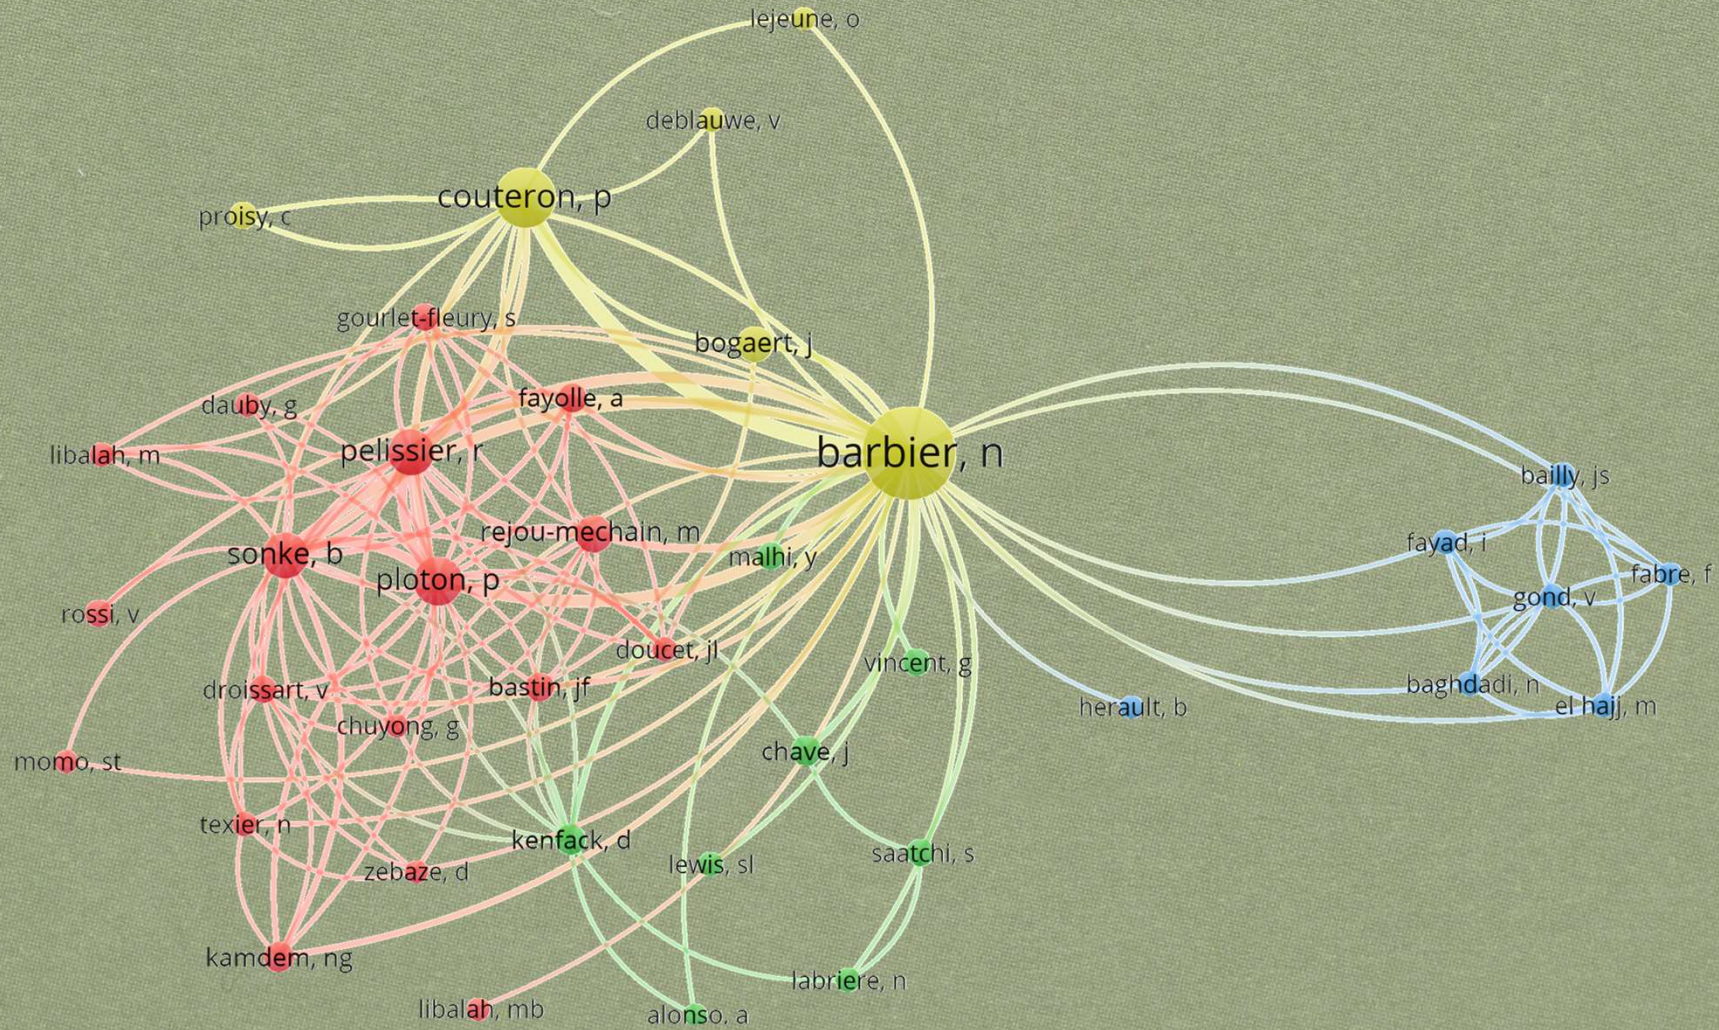 lejeune, o
deblauwe, v
couteron, p
proisy, c
gourlet-fleury, s
bogaert, j
fayolle, a
dauby, g
pelissier, r
libalah, m
barbier, n
bailly, js
rejou-mechain, m
fayad, i
sonke, b
malhi, y
ploton, p
fabre, f
gond, v
rossi, v
doucet, jl
vincent, g
droissart, v
bastin, jf
baghdadi, n
herault, b
el hajj, m
chuyong, g
chave, j
momo, st
texier, n
kenfack, d
saatchi, s
lewis, sl
zebaze, d
kamdem, ng
labriere, n
libalah, mb
alonso, a